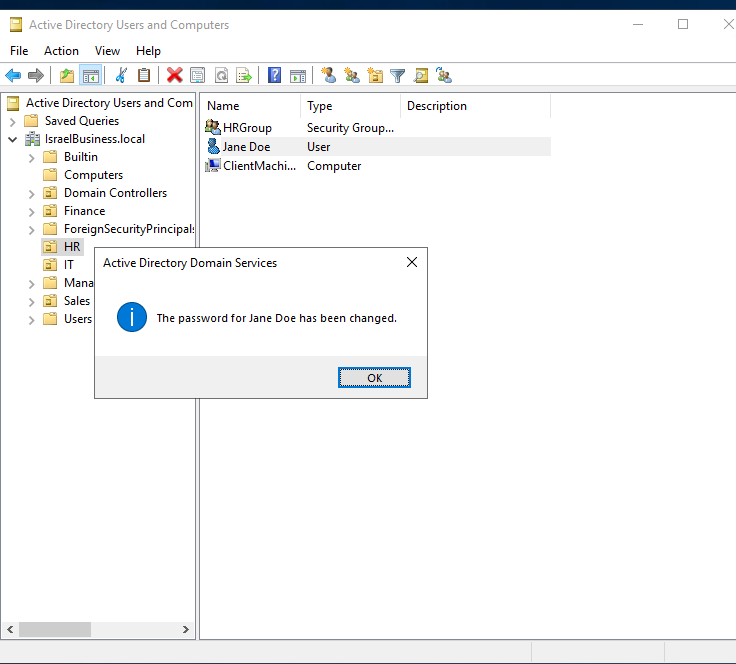 Active Directory Users and Computers
File Action View Help
Active Directory Users and Com
Saved Queries
IsraelBusiness.local
Builtin
Computers
Domain Controllers
Finance
ForeignSecurityPrincipals
HR
IT
Mana
Sales
Users
Name Type Description
HRGroup Security Group...
Jane Doe User
ClientMachi... Computer
Active Directory Domain Services
The password for Jane Doe has been changed.
OK